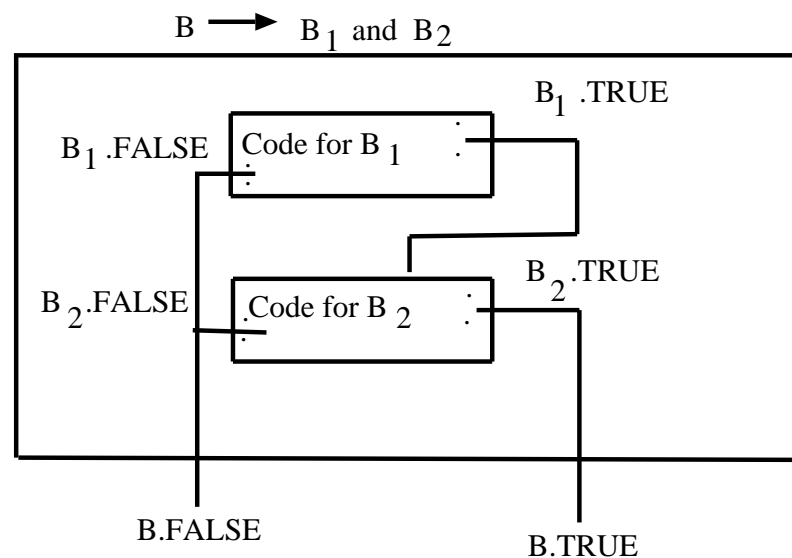 B → B1 and B2
B1.TRUE
B1.FALSE
Code for B1
B2.TRUE
B2.FALSE
Code for B2
B.FALSE
B.TRUE